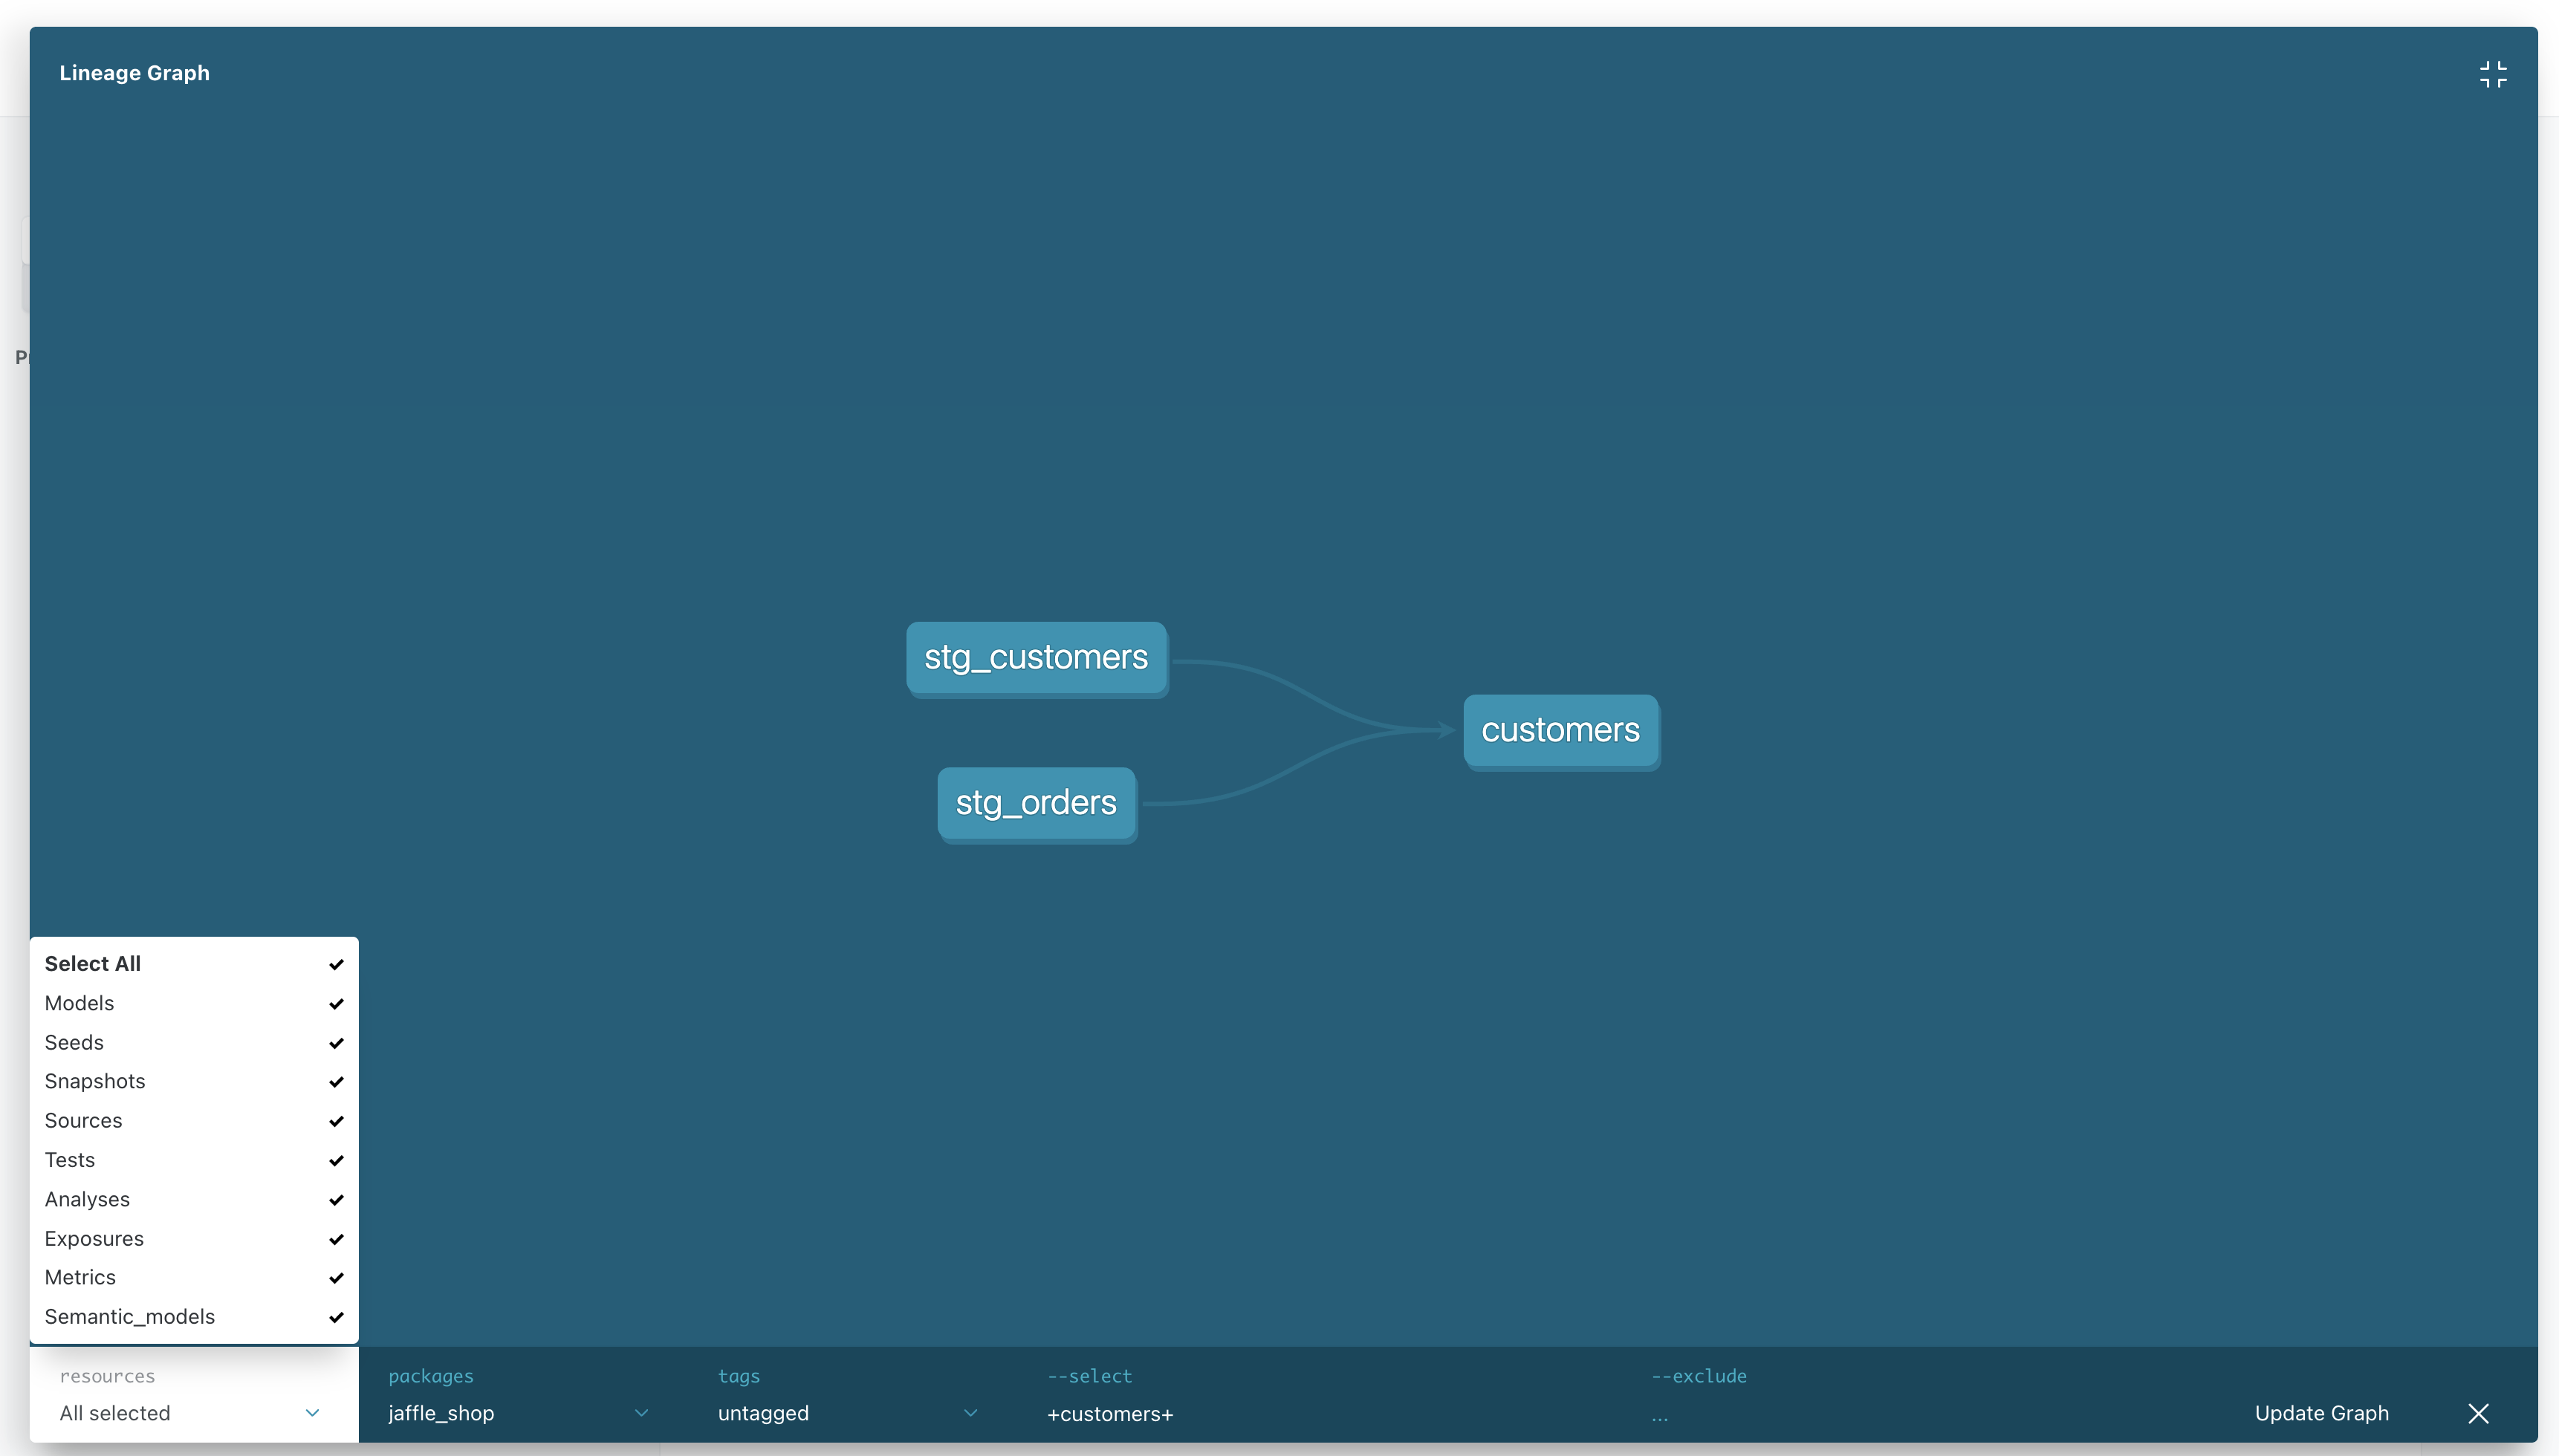 Lineage Graph
stg_customers
customers
stg_orders
Select All
Models
Seeds
Snapshots
Sources
Tests
Analyses
Exposures
Metrics
Semantic_models
resources
All selected
packages
jaffle_shop
tags
untagged
--select
+customers+
--exclude
...
Update Graph